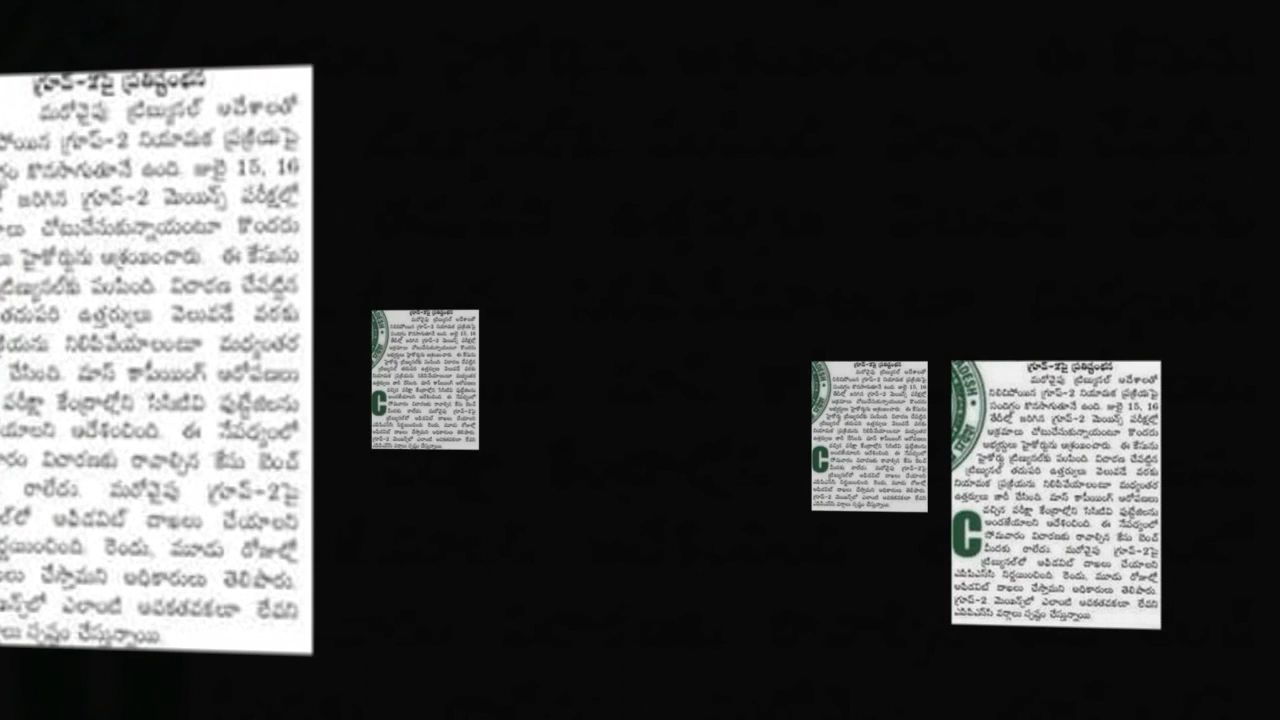 గ్రూప్-2పై ప్రతిష్టంభన
మరోవైపు ట్రిబ్యునల్ ఆదేశాలతో
నిలిచిపోయిన గ్రూప్-2 నియామక ప్రక్రియపై
సందిగ్ధం కొనసాగుతూనే ఉంది. జులై 15, 16
తేదీల్లో జరిగిన గ్రూప్-2 మెయిన్స్ పరీక్షల్లో
అక్రమాలు చోటుచేసుకున్నాయంటూ కొందరు
అభ్యర్థులు హైకోర్టును ఆశ్రయించారు. ఈ కేసును
హైకోర్టు ట్రిబ్యునల్‌కు పంపింది. విచారణ చేపట్టిన
ట్రిబ్యునల్ తదుపరి ఉత్తర్వులు వెలువడే వరకు
నియామక ప్రక్రియను నిలిపివేయాలంటూ మధ్యంతర
ఉత్తర్వులు జారీ చేసింది. మాస్ కాపీయింగ్ ఆరోపణలు
వచ్చిన పరీక్షా కేంద్రాల్లోని సిసిటివి ఫుట్టేజీలను
అందజేయాలని ఆదేశించింది. ఈ నేపథ్యంలో
సోమవారం విచారణకు రావాల్సిన కేసు బెంచ్
మీదకు రాలేదు. మరోవైపు గ్రూప్-2పై
ట్రిబ్యునల్‌లో అఫిడవిట్ దాఖలు చేయాలని
ఎపిపిఎస్‌సి నిర్ణయించింది. రెండు, మూడు రోజుల్లో
అఫిడవిట్ దాఖలు చేస్తామని అధికారులు తెలిపారు.
గ్రూప్-2 మెయిన్స్‌లో ఎలాంటి అవకతవకలూ లేవని
ఎపిపిఎస్‌సి వర్గాలు స్పష్టం చేస్తున్నాయి.